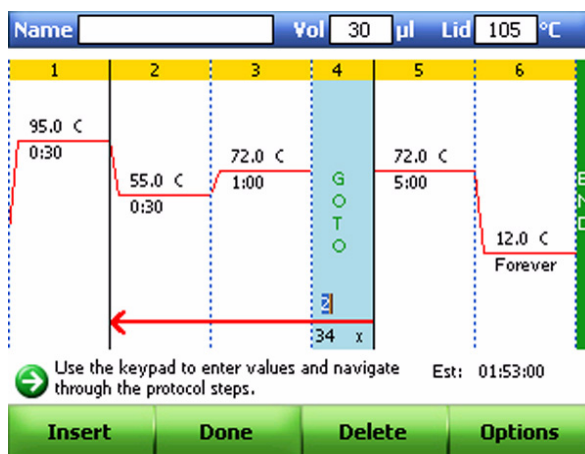 Name Vol 30 µl Lid 105 °C
1 2 3 4 5 6
95.0 C
0:30
55.0 C
0:30
72.0 C
1:00
GOTO
2
34 x
72.0 C
5:00
12.0 C
Forever
END
Use the keypad to enter values and navigate
through the protocol steps.
Est: 01:53:00
Insert Done Delete Options